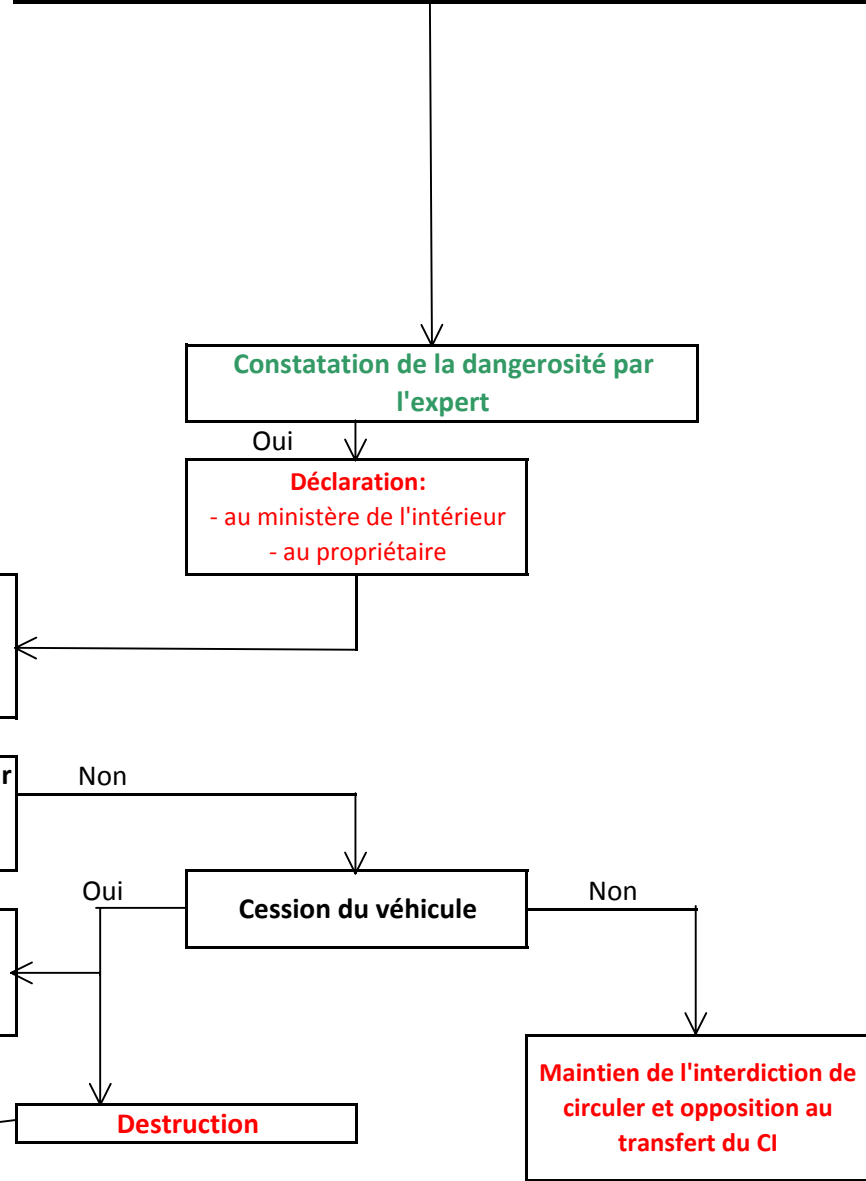 Constatation de la dangerosité par
l'expert
Oui
Déclaration:
- au ministère de l'intérieur
- au propriétaire
r
Non
Oui
Cession du véhicule
Non
Maintien de l'interdiction de
circuler et opposition au
transfert du CI
Destruction